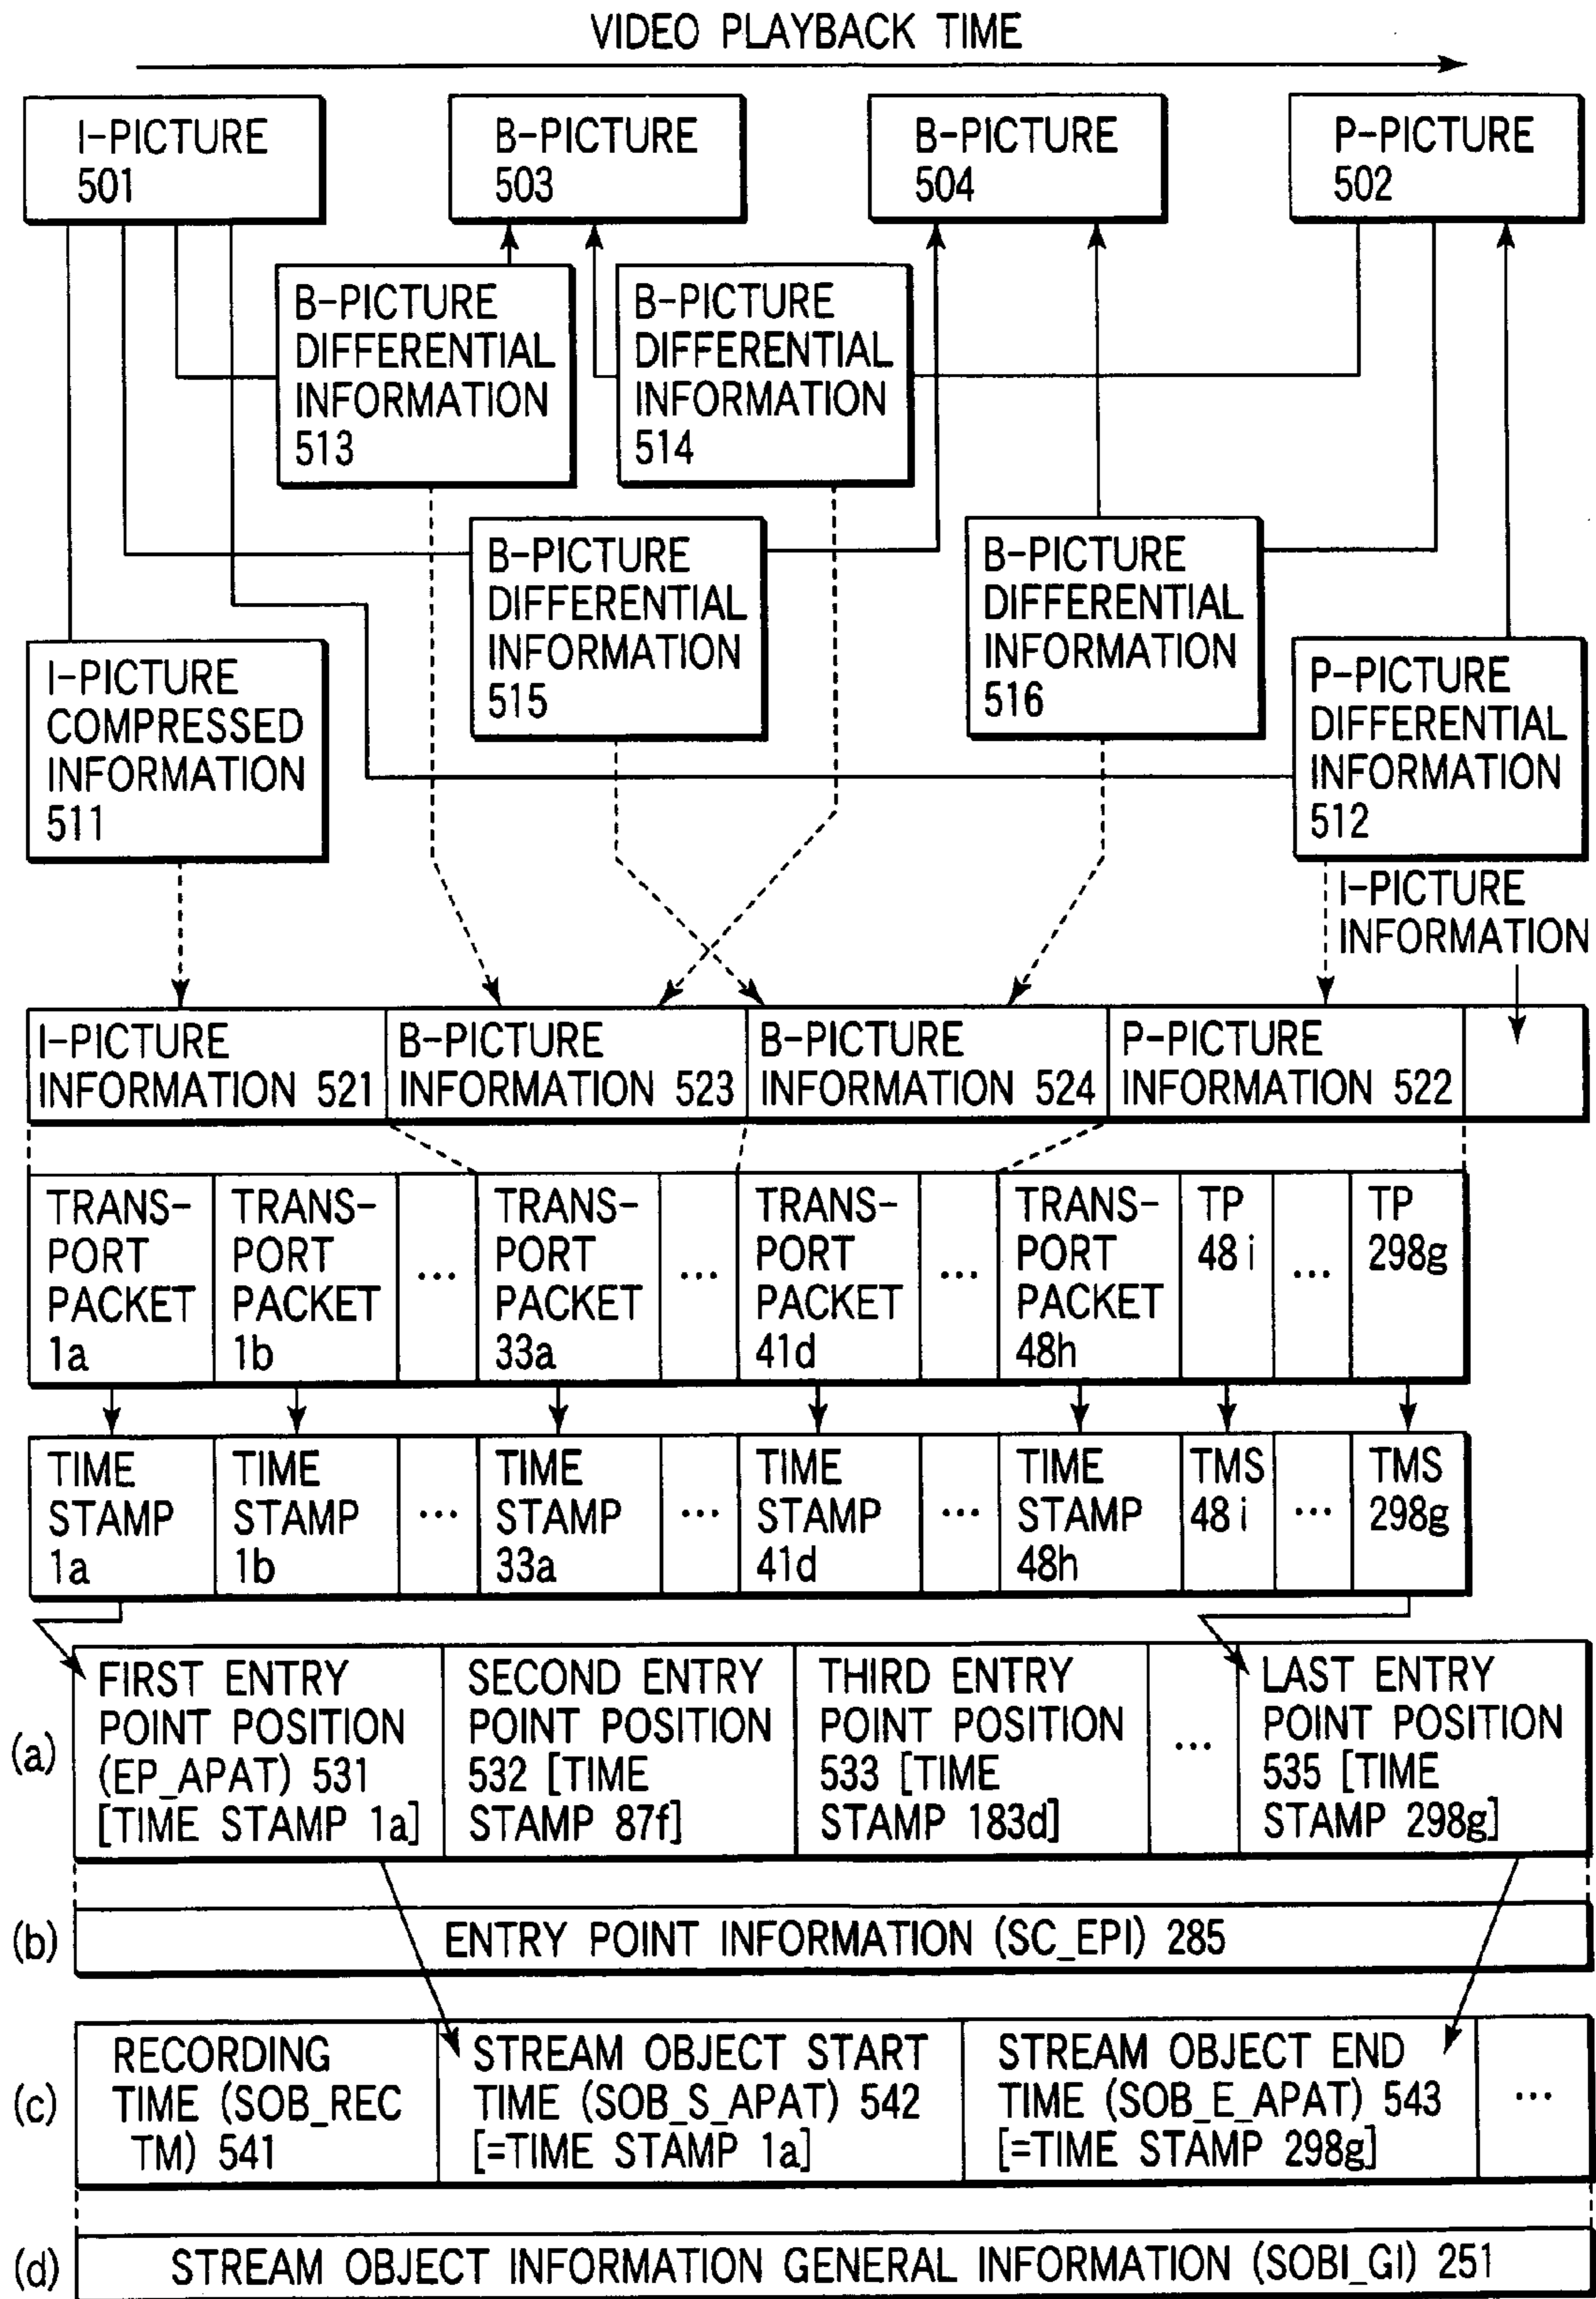 VIDEO PLAYBACK TIME
I-PICTURE
501
B-PICTURE
503
B-PICTURE
504
P-PICTURE
502
B-PICTURE
DIFFERENTIAL
INFORMATION
513
B-PICTURE
DIFFERENTIAL
INFORMATION
514
B-PICTURE
DIFFERENTIAL
INFORMATION
515
B-PICTURE
DIFFERENTIAL
INFORMATION
516
I-PICTURE
COMPRESSED
INFORMATION
511
P-PICTURE
DIFFERENTIAL
INFORMATION
512
I-PICTURE
INFORMATION
I-PICTURE
INFORMATION 521
B-PICTURE
INFORMATION 523
B-PICTURE
INFORMATION 524
P-PICTURE
INFORMATION 522
TRANS-
PORT
PACKET
1a
TRANS-
PORT
PACKET
1b
...
TRANS-
PORT
PACKET
33a
...
TRANS-
PORT
PACKET
41d
...
TRANS-
PORT
PACKET
48h
TP
48i
...
TP
298g
TIME
STAMP
1a
TIME
STAMP
1b
...
TIME
STAMP
33a
...
TIME
STAMP
41d
...
TIME
STAMP
48h
TMS
48i
...
TMS
298g
(a)
FIRST ENTRY
POINT POSITION
(EP_APAT) 531
[TIME STAMP 1a]
SECOND ENTRY
POINT POSITION
532 [TIME
STAMP 87f]
THIRD ENTRY
POINT POSITION
533 [TIME
STAMP 183d]
...
LAST ENTRY
POINT POSITION
535 [TIME
STAMP 298g]
(b)
ENTRY POINT INFORMATION (SC_EPI) 285
(c)
RECORDING
TIME (SOB_REC
TM) 541
STREAM OBJECT START
TIME (SOB_S_APAT) 542
[=TIME STAMP 1a]
STREAM OBJECT END
TIME (SOB_E_APAT) 543
[=TIME STAMP 298g]
...
(d)
STREAM OBJECT INFORMATION GENERAL INFORMATION (SOBI_GI) 251